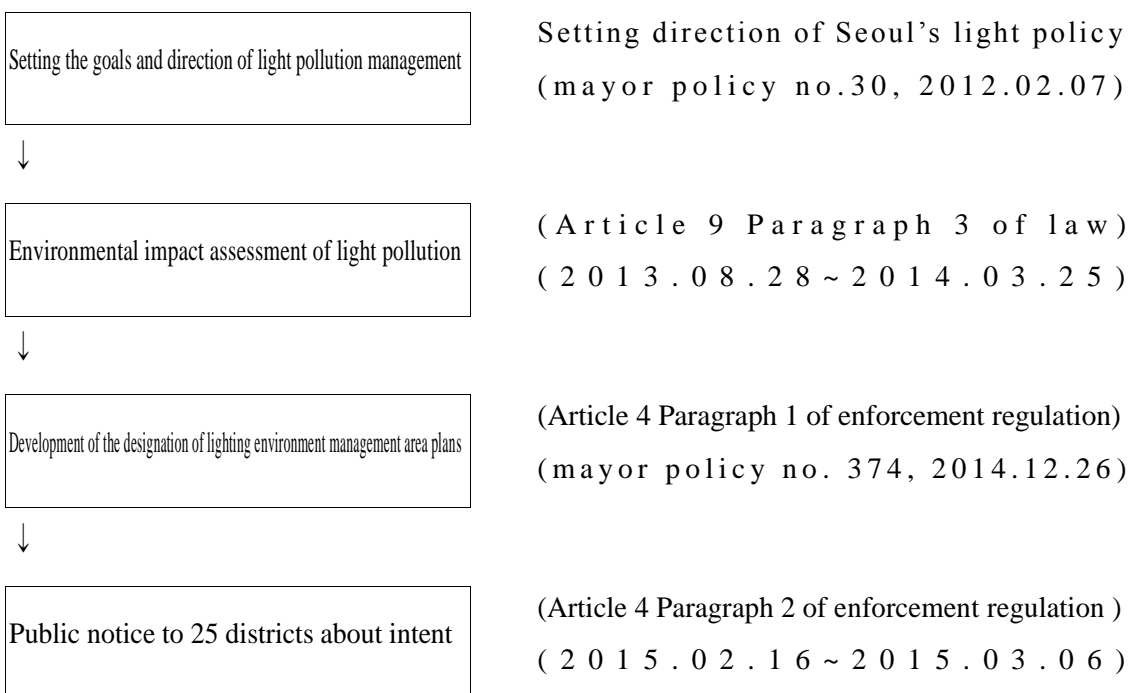 Setting the goals and direction of light pollution management
Setting direction of Seoul’s light policy
(mayor policy no.30, 2012.02.07)
↓
Environmental impact assessment of light pollution
(Article 9 Paragraph 3 of law)
(2013.08.28~2014.03.25)
↓
Development of the designation of lighting environment management area plans
(Article 4 Paragraph 1 of enforcement regulation)
(mayor policy no. 374, 2014.12.26)
↓
Public notice to 25 districts about intent
(Article 4 Paragraph 2 of enforcement regulation )
(2015.02.16~2015.03.06)